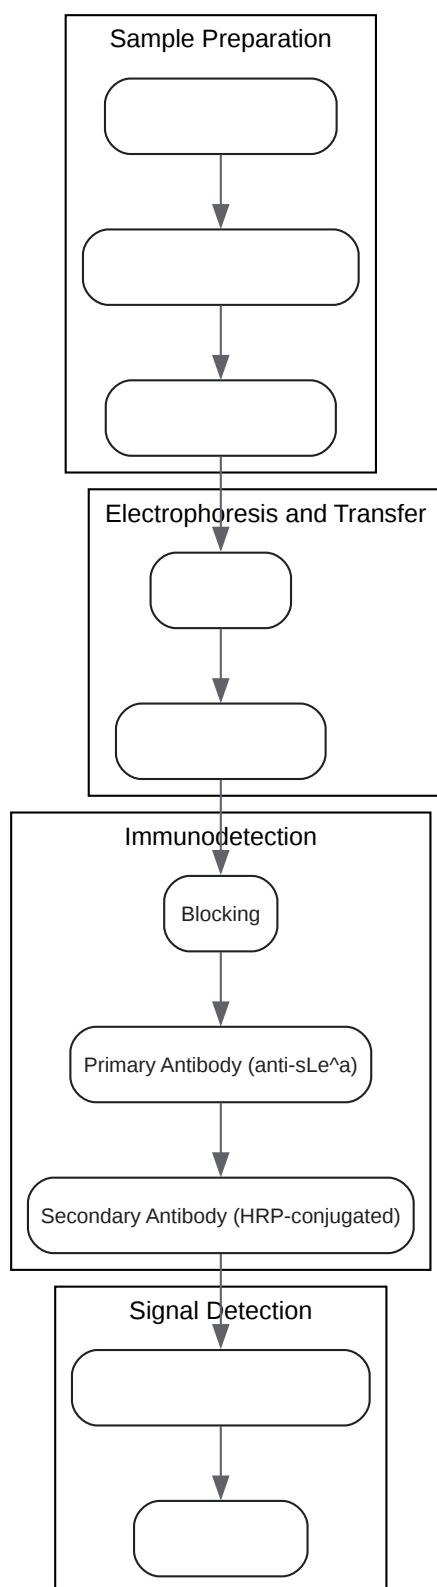 Sample Preparation
Electrophoresis and Transfer
Immunodetection
Blocking
Primary Antibody (anti-sLe^a)
Secondary Antibody (HRP-conjugated)
Signal Detection